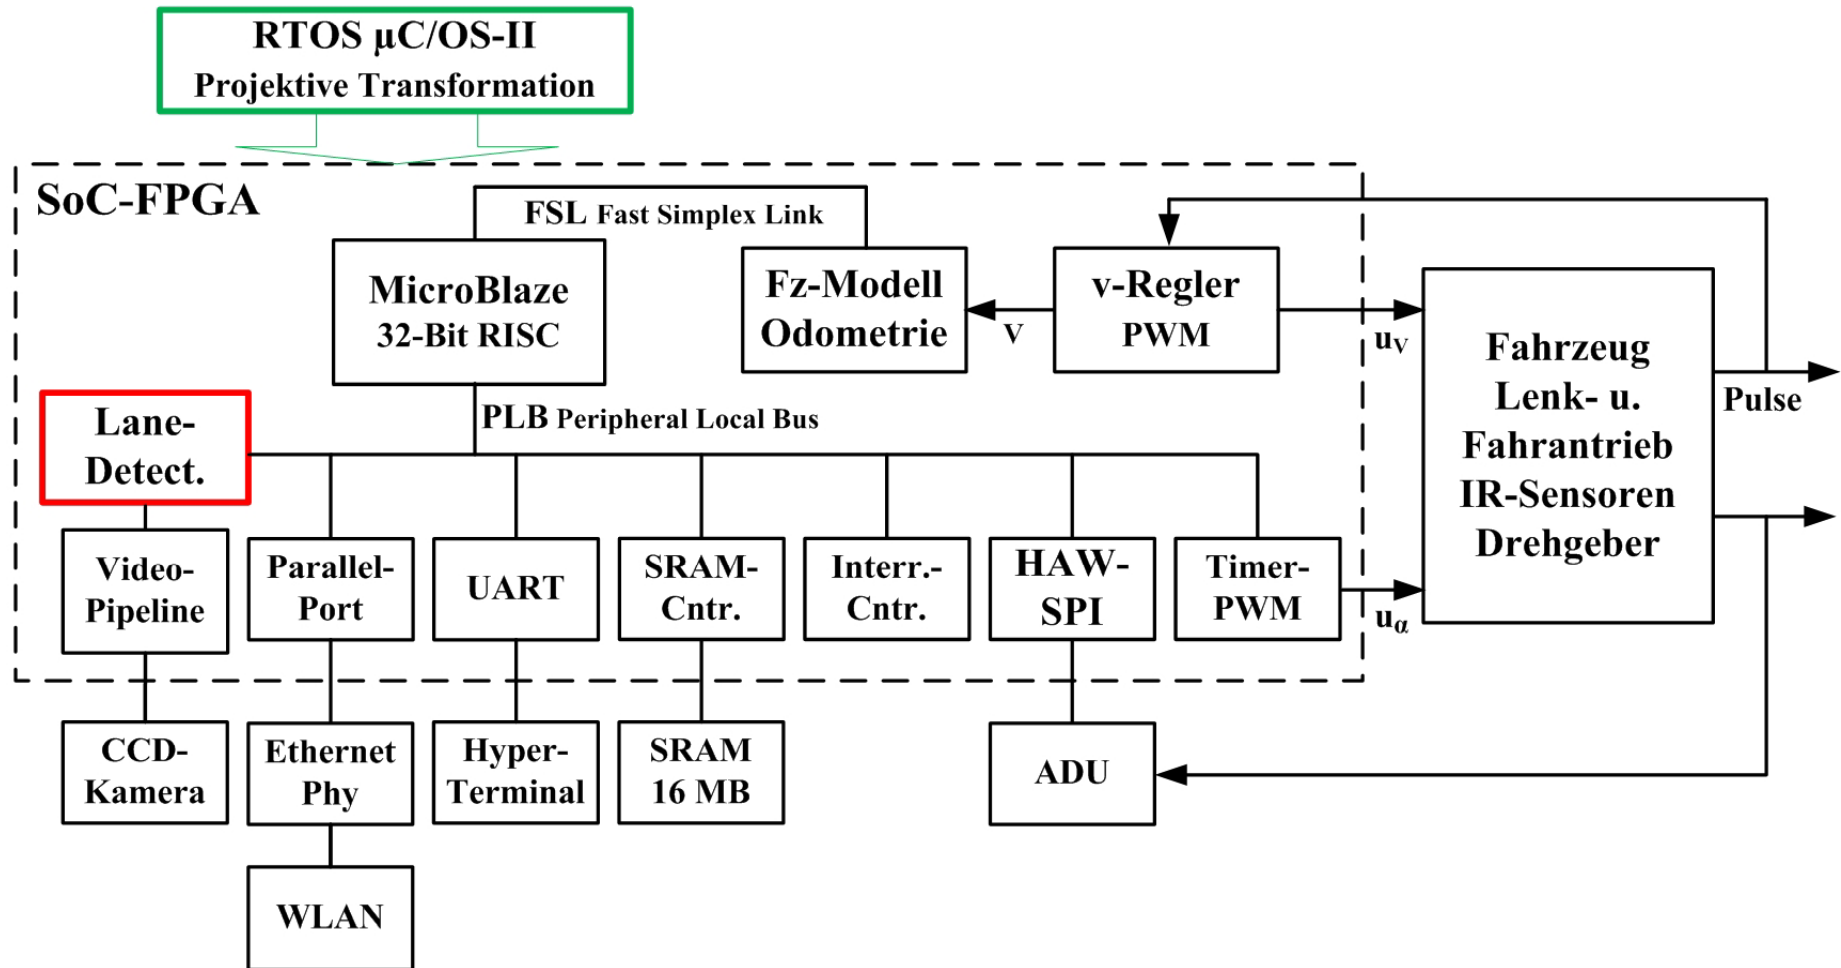 RTOS µC/OS-II
Projektive Transformation
SoC-FPGA
FSL Fast Simplex Link
MicroBlaze
32-Bit RISC
Fz-Modell
Odometrie
V
v-Regler
PWM
uV
Fahrzeug
Lenk- u.
Fahrantrieb
IR-Sensoren
Drehgeber
Pulse
Lane-
Detect.
PLB Peripheral Local Bus
Video-
Pipeline
Parallel-
Port
UART
SRAM-
Cntr.
Interr.-
Cntr.
HAW-
SPI
Timer-
PWM
uα
CCD-
Kamera
Ethernet
Phy
Hyper-
Terminal
SRAM
16 MB
ADU
WLAN